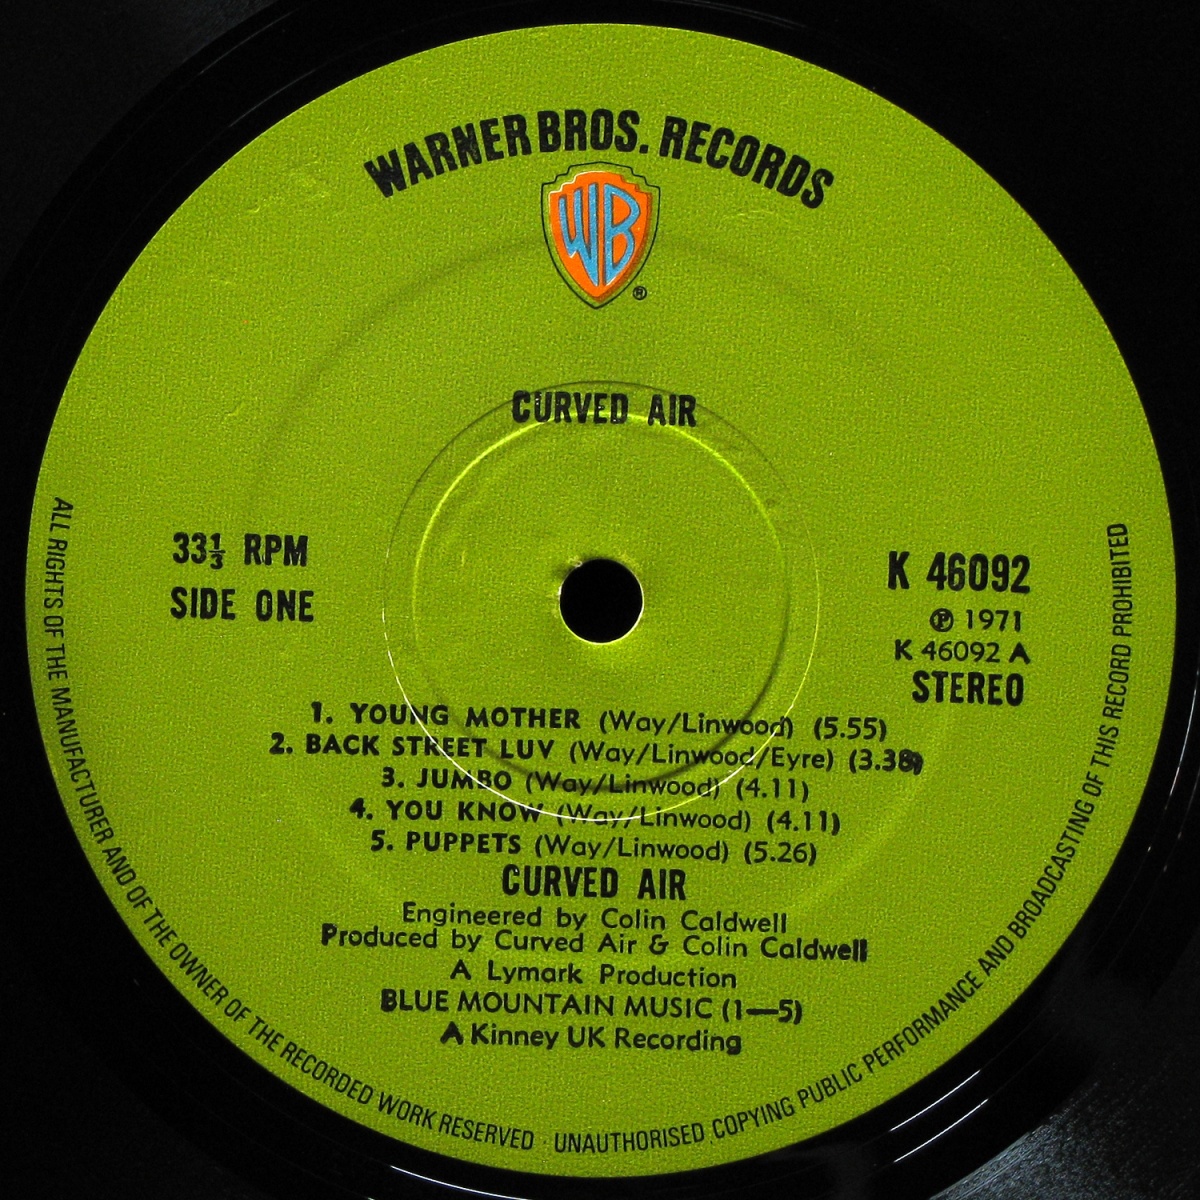 WARNER BROS. RECORDS
WB
®
CURVED AIR
33⅓ RPM
SIDE ONE
K 46092
℗ 1971
K 46092 A
STEREO
1. YOUNG MOTHER (Way/Linwood) (5.55)
2. BACK STREET LUV (Way/Linwood/Eyre) (3.38)
3. JUMBO (Way/Linwood) (4.11)
4. YOU KNOW (Way/Linwood) (4.11)
5. PUPPETS (Way/Linwood) (5.26)
CURVED AIR
Engineered by Colin Caldwell
Produced by Curved Air & Colin Caldwell
A Lymark Production
BLUE MOUNTAIN MUSIC (1—5)
A Kinney UK Recording
ALL RIGHTS OF THE MANUFACTURER AND OF THE OWNER OF THE RECORDED WORK RESERVED · UNAUTHORISED COPYING PUBLIC PERFORMANCE AND BROADCASTING OF THIS RECORD PROHIBITED